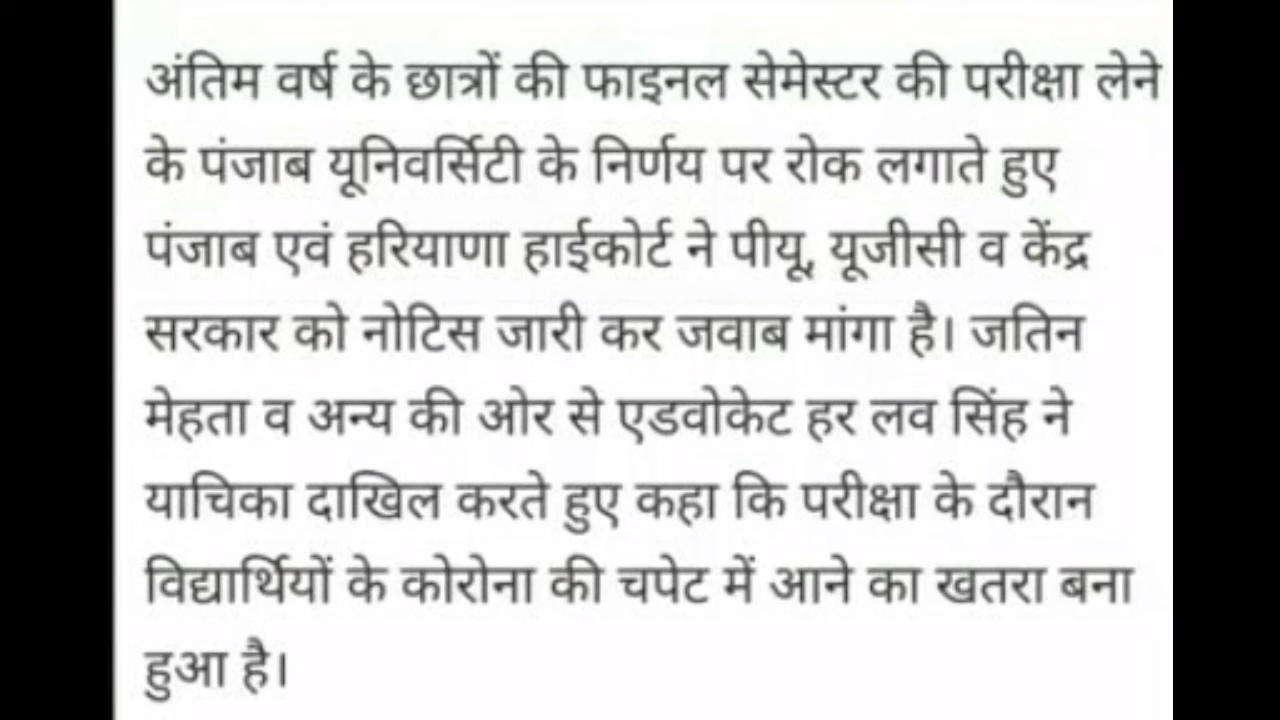 अंतिम वर्ष के छात्रों की फाइनल सेमेस्टर की परीक्षा लेने
के पंजाब यूनिवर्सिटी के निर्णय पर रोक लगाते हुए
पंजाब एवं हरियाणा हाईकोर्ट ने पीयू, यूजीसी व केंद्र
सरकार को नोटिस जारी कर जवाब मांगा है। जतिन
मेहता व अन्य की ओर से एडवोकेट हर लव सिंह ने
याचिका दाखिल करते हुए कहा कि परीक्षा के दौरान
विद्यार्थियों के कोरोना की चपेट में आने का खतरा बना
हुआ है।